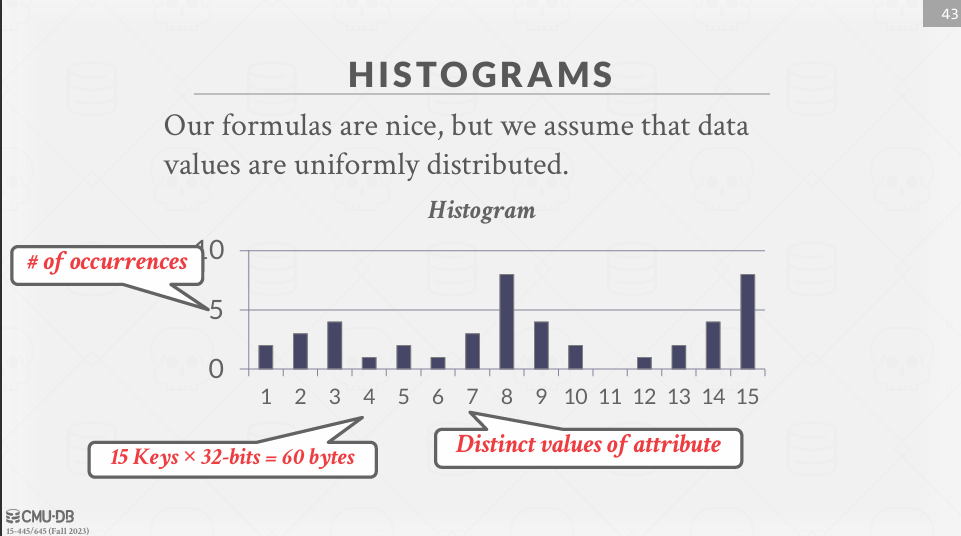 43
HISTOGRAMS
Our formulas are nice, but we assume that data
values are uniformly distributed.
Histogram
10
# of occurrences
5
0
1 2 3 4 5 6 7 8 9 10 11 12 13 14 15
15 Keys × 32-bits = 60 bytes
Distinct values of attribute
CMU·DB
15-445/645 (Fall 2023)